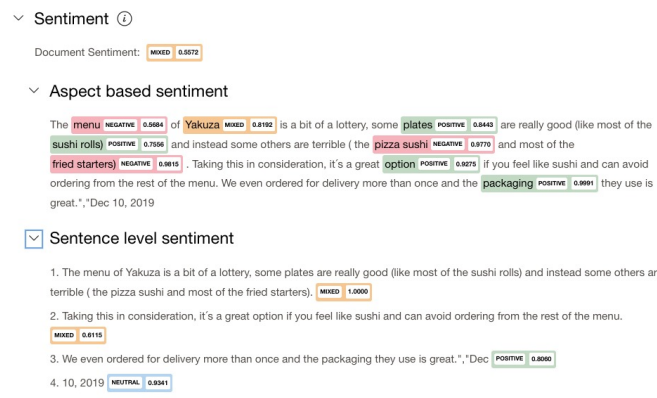 Sentiment i
Document Sentiment: MIXED 0.5572
Aspect based sentiment
The menu NEGATIVE 0.5684 of Yakuza MIXED 0.8192 is a bit of a lottery, some plates POSITIVE 0.8443 are really good (like most of the
sushi rolls) POSITIVE 0.7556 and instead some others are terrible ( the pizza sushi NEGATIVE 0.9770 and most of the
fried starters) NEGATIVE 0.9815 . Taking this in consideration, it´s a great option POSITIVE 0.9275 if you feel like sushi and can avoid
ordering from the rest of the menu. We even ordered for delivery more than once and the packaging POSITIVE 0.9991 they use is
great.","Dec 10, 2019
Sentence level sentiment
1. The menu of Yakuza is a bit of a lottery, some plates are really good (like most of the sushi rolls) and instead some others ar
terrible ( the pizza sushi and most of the fried starters). MIXED 1.0000
2. Taking this in consideration, it´s a great option if you feel like sushi and can avoid ordering from the rest of the menu.
MIXED 0.6115
3. We even ordered for delivery more than once and the packaging they use is great.","Dec POSITIVE 0.8060
4. 10, 2019 NEUTRAL 0.9341